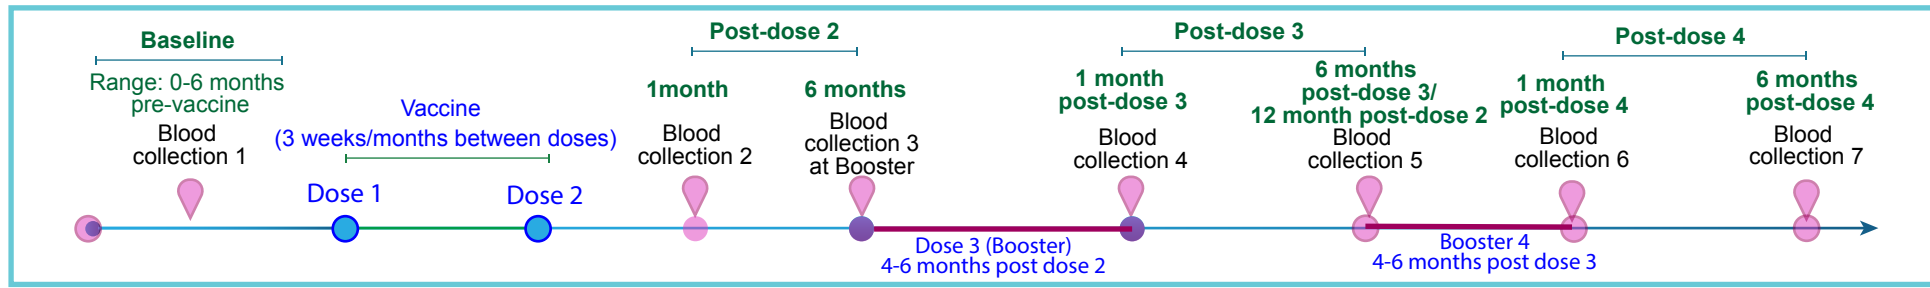 Baseline
Range: 0-6 months
pre-vaccine
Blood
collection 1
Vaccine
(3 weeks/months between doses)
Dose 1
Dose 2
Post-dose 2
1month
Blood
collection 2
6 months
Blood
collection 3
at Booster
Dose 3 (Booster)
4-6 months post dose 2
Post-dose 3
1 month
post-dose 3
Blood
collection 4
6 months
post-dose 3/
12 month post-dose 2
Blood
collection 5
Booster 4
4-6 months post dose 3
Post-dose 4
1 month
post-dose 4
Blood
collection 6
6 months
post-dose 4
Blood
collection 7